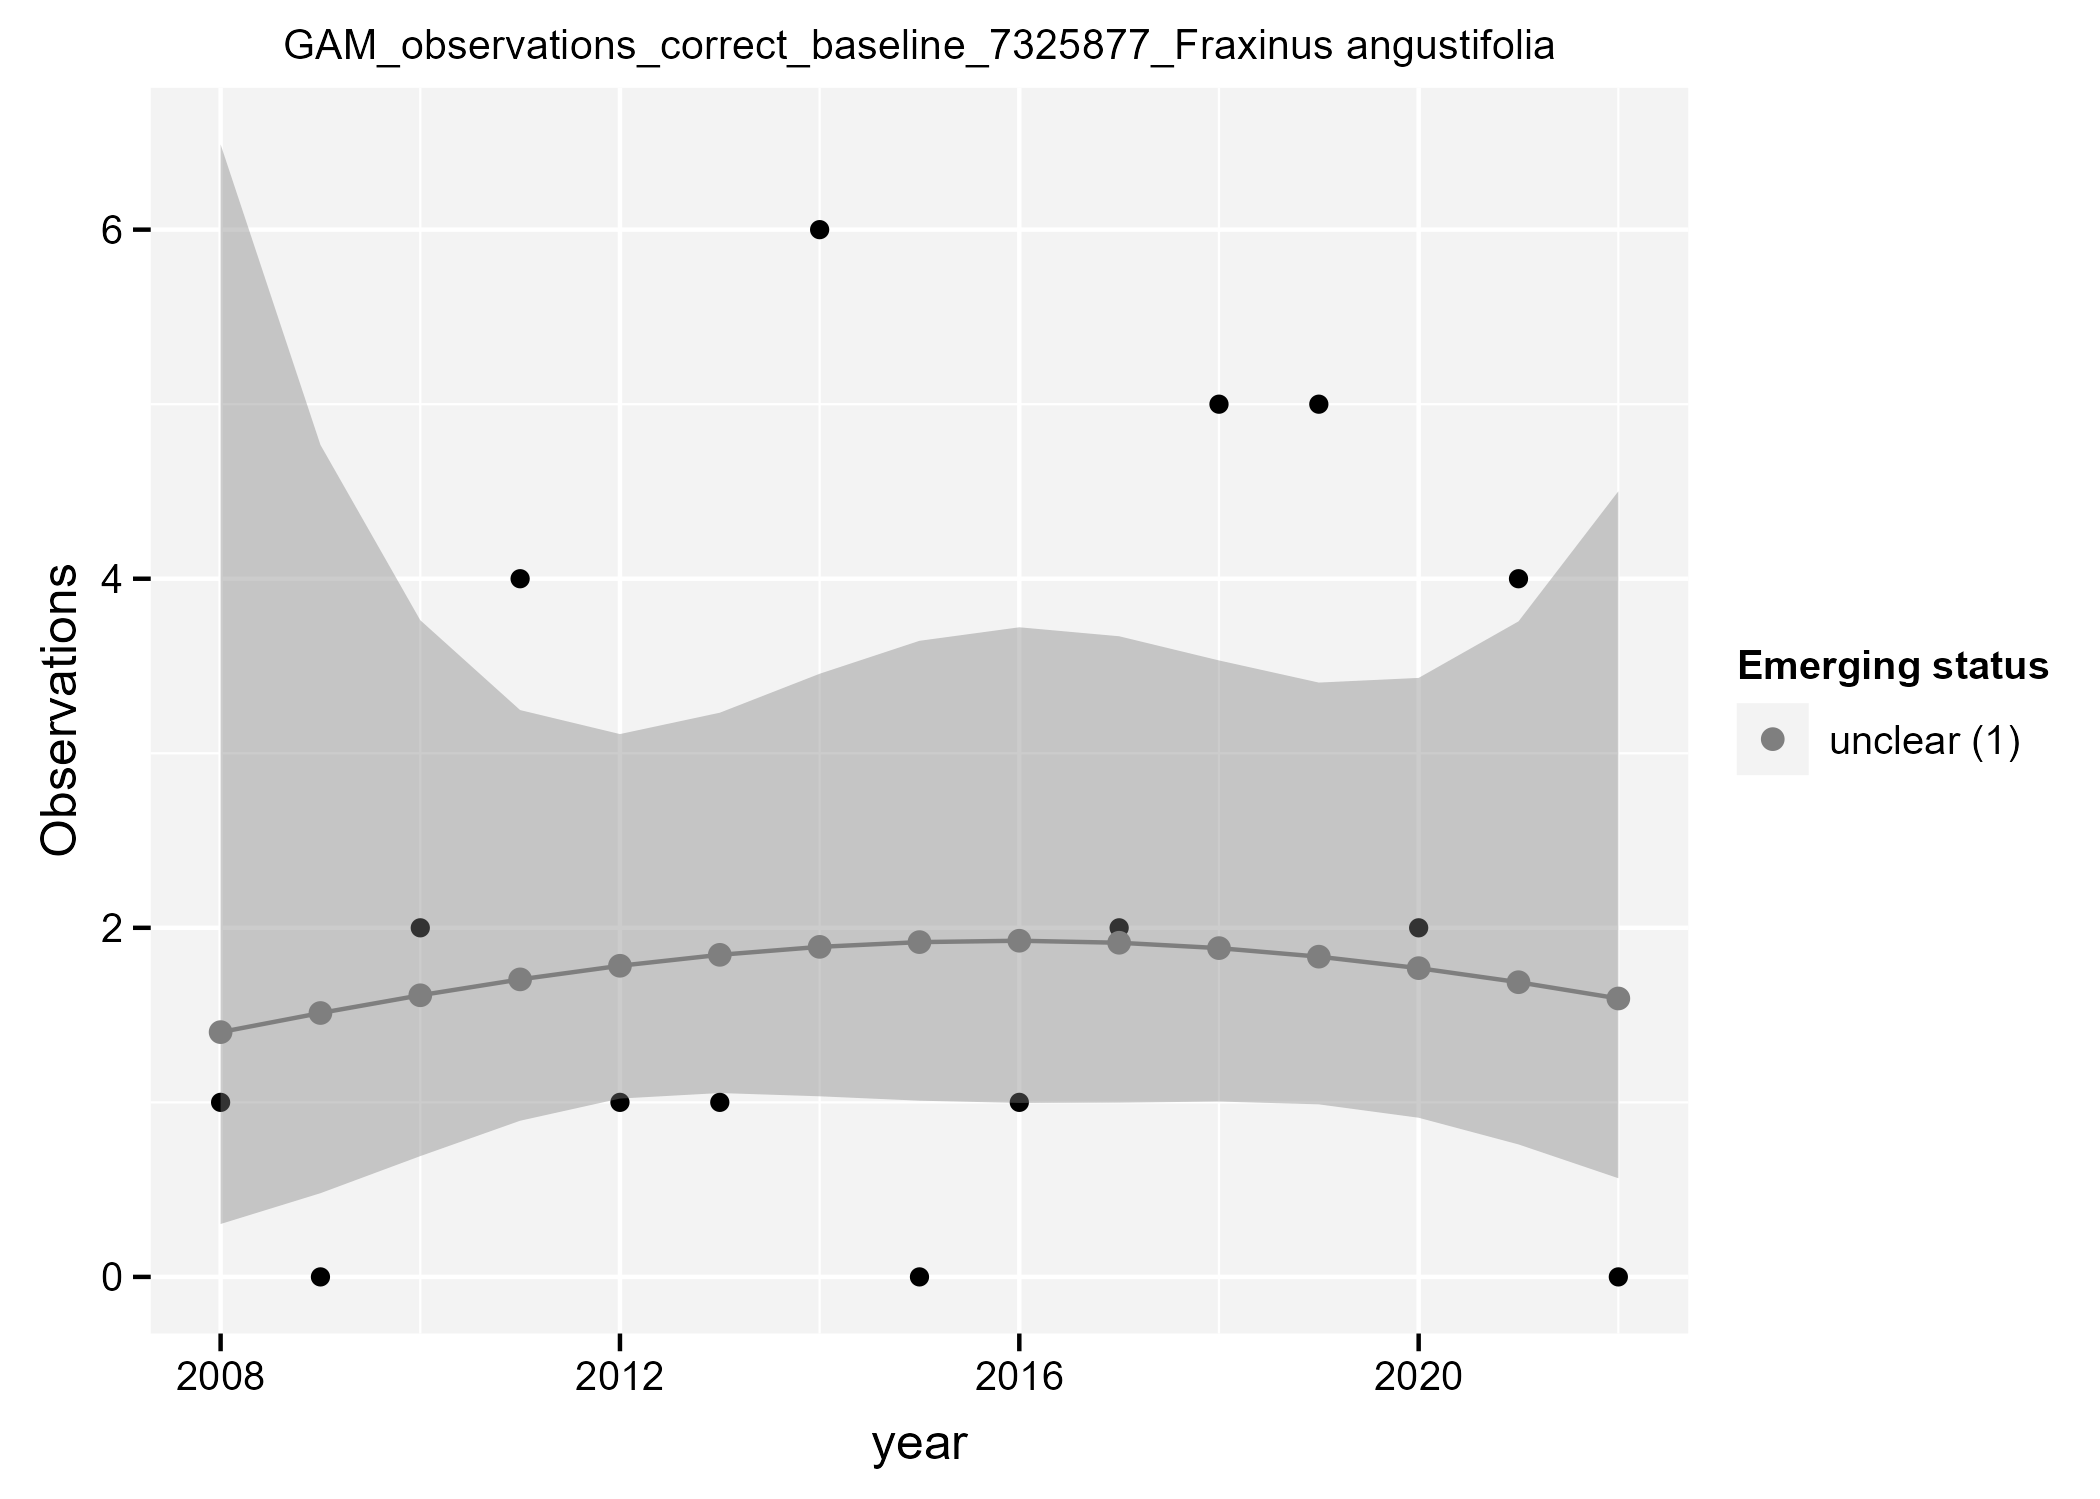 GAM_observations_correct_baseline_7325877_Fraxinus angustifolia
6
4
2
0
Observations
2008
2012
2016
2020
year
Emerging status
unclear (1)